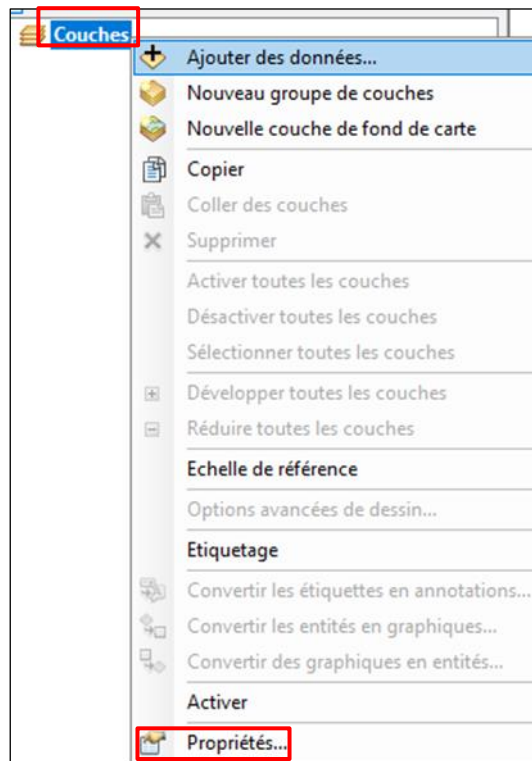 Couches
Ajouter des données...
Nouveau groupe de couches
Nouvelle couche de fond de carte
Copier
Coller des couches
Supprimer
Activer toutes les couches
Désactiver toutes les couches
Sélectionner toutes les couches
Développer toutes les couches
Réduire toutes les couches
Echelle de référence
Options avancées de dessin...
Etiquetage
Convertir les étiquettes en annotations...
Convertir les entités en graphiques...
Convertir des graphiques en entités...
Activer
Propriétés...